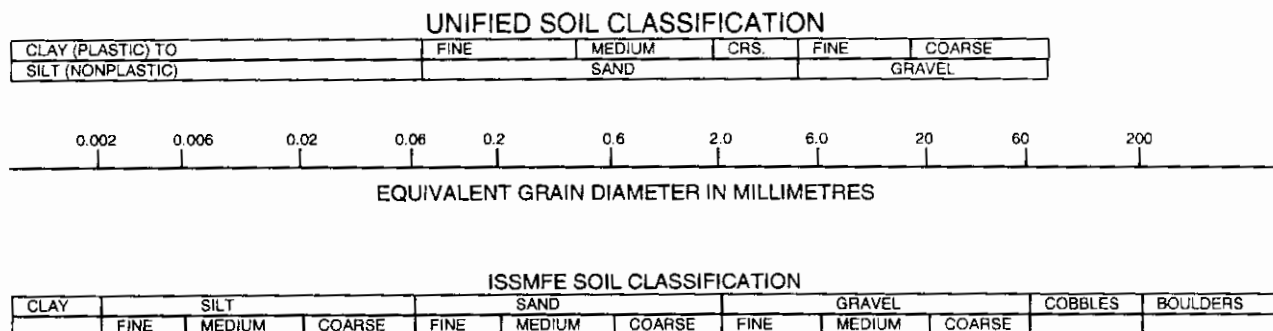 UNIFIED SOIL CLASSIFICATION
CLAY (PLASTIC) TO FINE MEDIUM CRS. FINE COARSE
SILT (NONPLASTIC) SAND GRAVEL
0.002 0.006 0.02 0.06 0.2 0.6 2.0 6.0 20 60 200
EQUIVALENT GRAIN DIAMETER IN MILLIMETRES
ISSMFE SOIL CLASSIFICATION
CLAY SILT SAND GRAVEL COBBLES BOULDERS
FINE MEDIUM COARSE FINE MEDIUM COARSE FINE MEDIUM COARSE